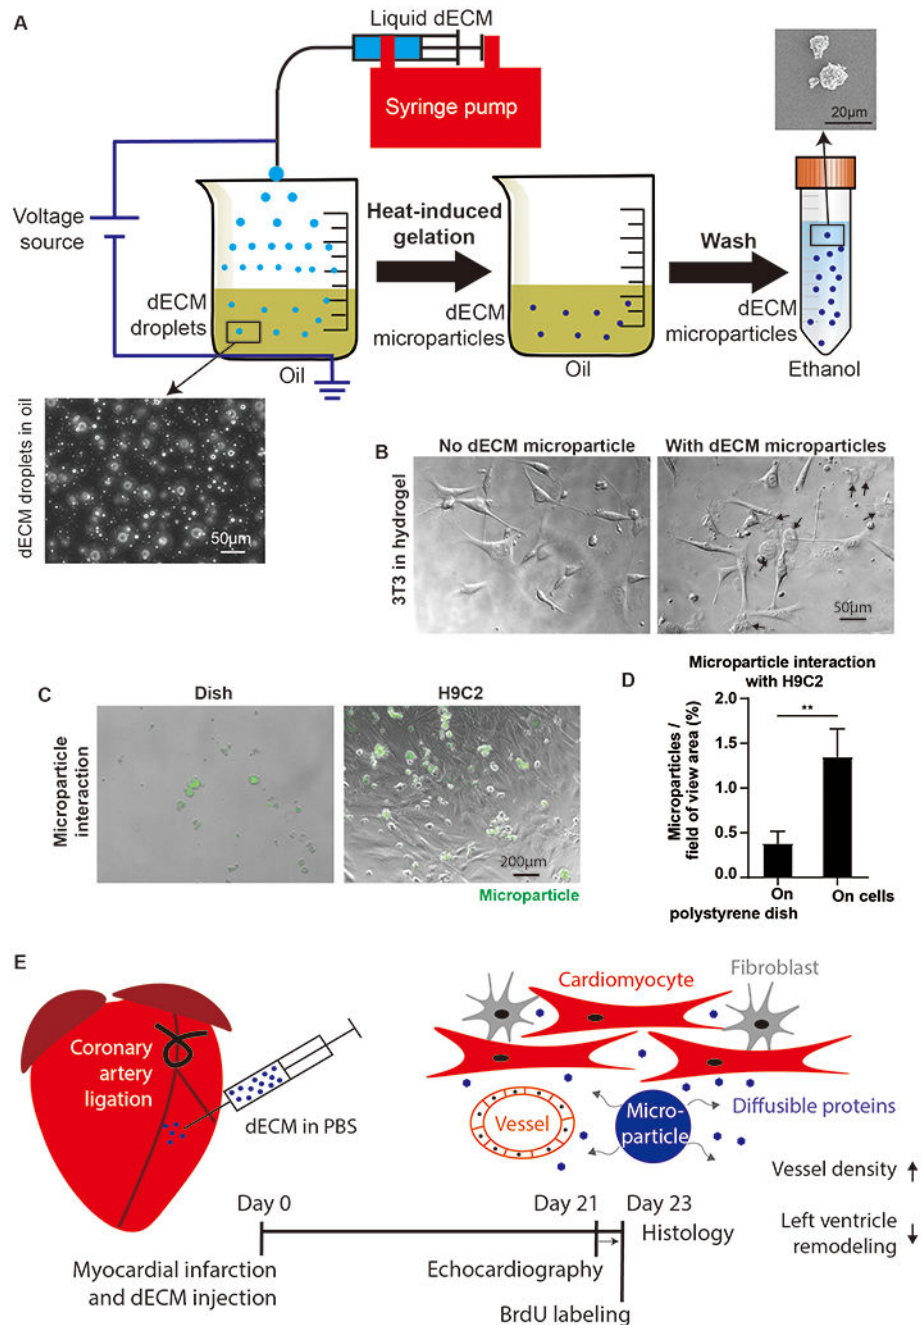 A
Liquid dECM
Syringe pump
20μm
Voltage
source
Heat-induced
gelation
Wash
dECM
droplets
dECM
microparticles
dECM
microparticles
Oil
Oil
Ethanol
dECM droplets in oil
50μm
B
No dECM microparticle
With dECM microparticles
3T3 in hydrogel
50μm
C
Dish
H9C2
Microparticle
interaction
200μm
Microparticle
D
Microparticle interaction
with H9C2
Microparticles /
field of view area (%)
2.0
1.5
1.0
0.5
0.0
**
On
polystyrene dish
On cells
E
Coronary
artery
ligation
dECM in PBS
Cardiomyocyte
Fibroblast
Vessel
Micro-
particle
Diffusible proteins
Vessel density ↑
Left ventricle
remodeling ↓
Day 0
Day 21
Day 23
Histology
Myocardial infarction
and dECM injection
Echocardiography
BrdU labeling